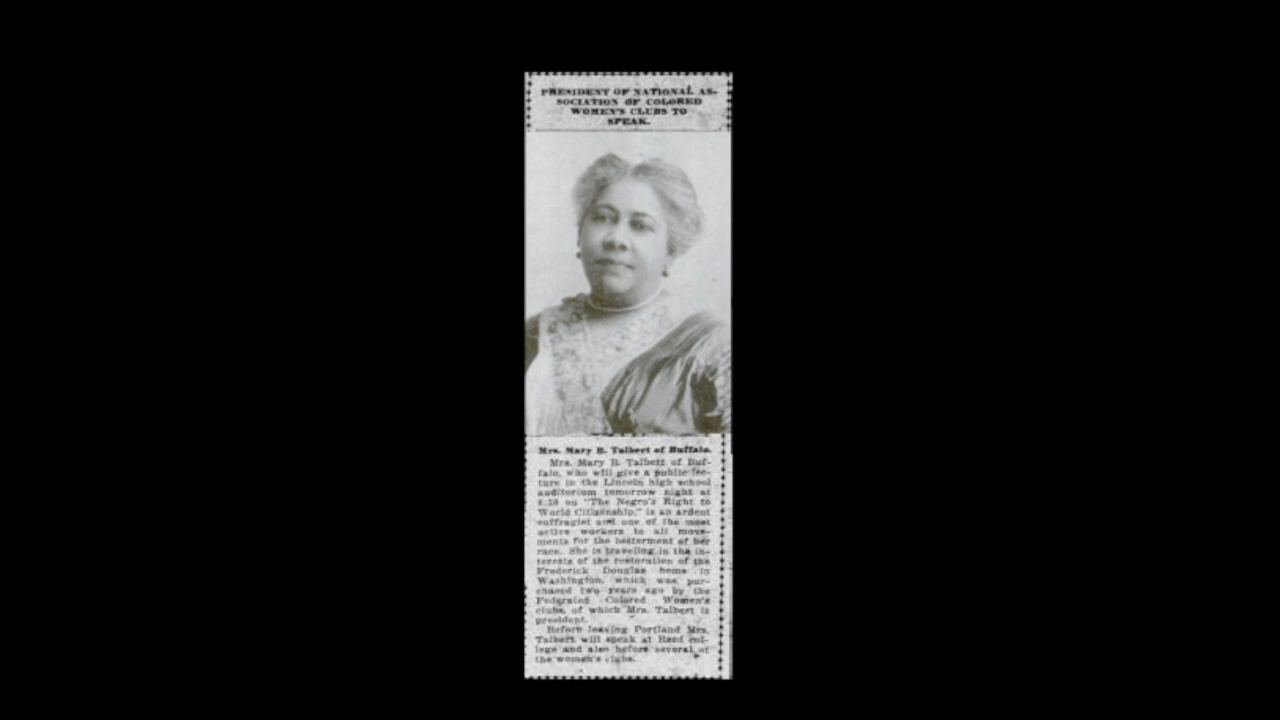 PRESIDENT OF NATIONAL AS-
SOCIATION OF COLORED
WOMEN'S CLUBS TO
SPEAK.
Mrs. Mary B. Talbert of Buffalo.
Mrs. Mary B. Talbert of Buf-
falo, who will give a public lec-
ture in the Lincoln high school
auditorium tomorrow night at
on "The Negro's Right to
World Citizenship," is an ardent
suffragist and one of the most
active workers in all move-
ments for the betterment of her
race. She is traveling in the in-
terests of the restoration of the
Frederick Douglas home in
Washington, which was pur-
chased two years ago by the
Federated Colored Women's
clubs, of which Mrs. Talbert is
president.
Before leaving Portland Mrs.
Talbert will speak at Reed col-
lege and also before several of
the women's clubs.